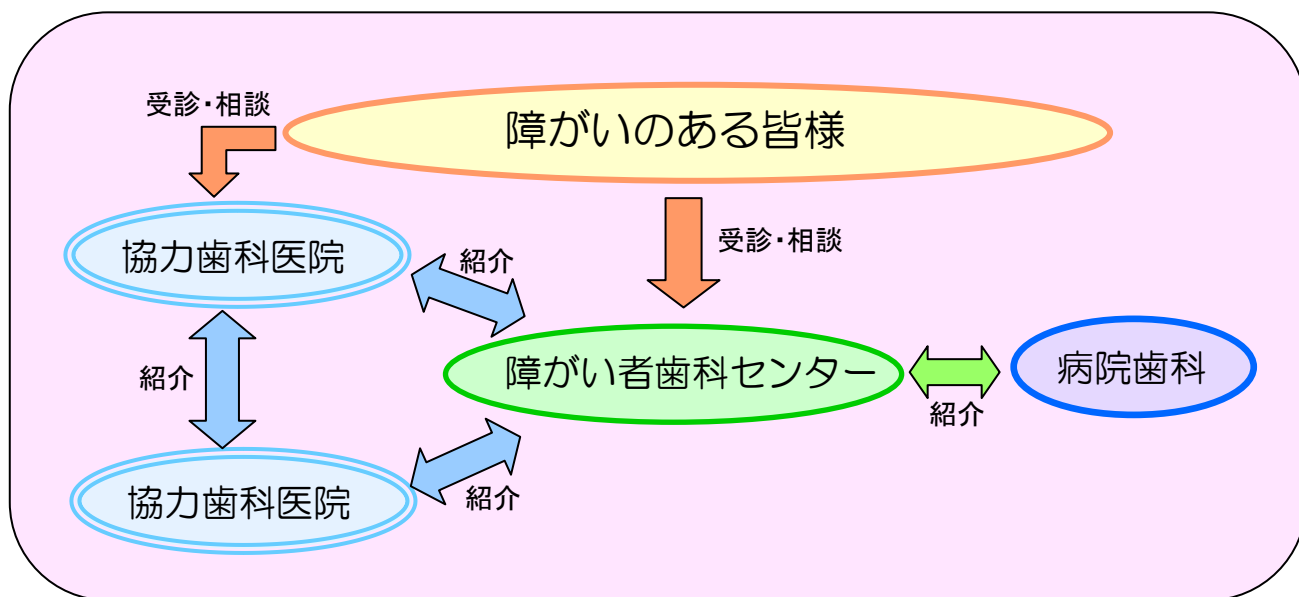 受診・相談
障がいのある皆様
協力歯科医院
紹介
受診・相談
紹介
障がい者歯科センター
病院歯科
紹介
協力歯科医院
紹介